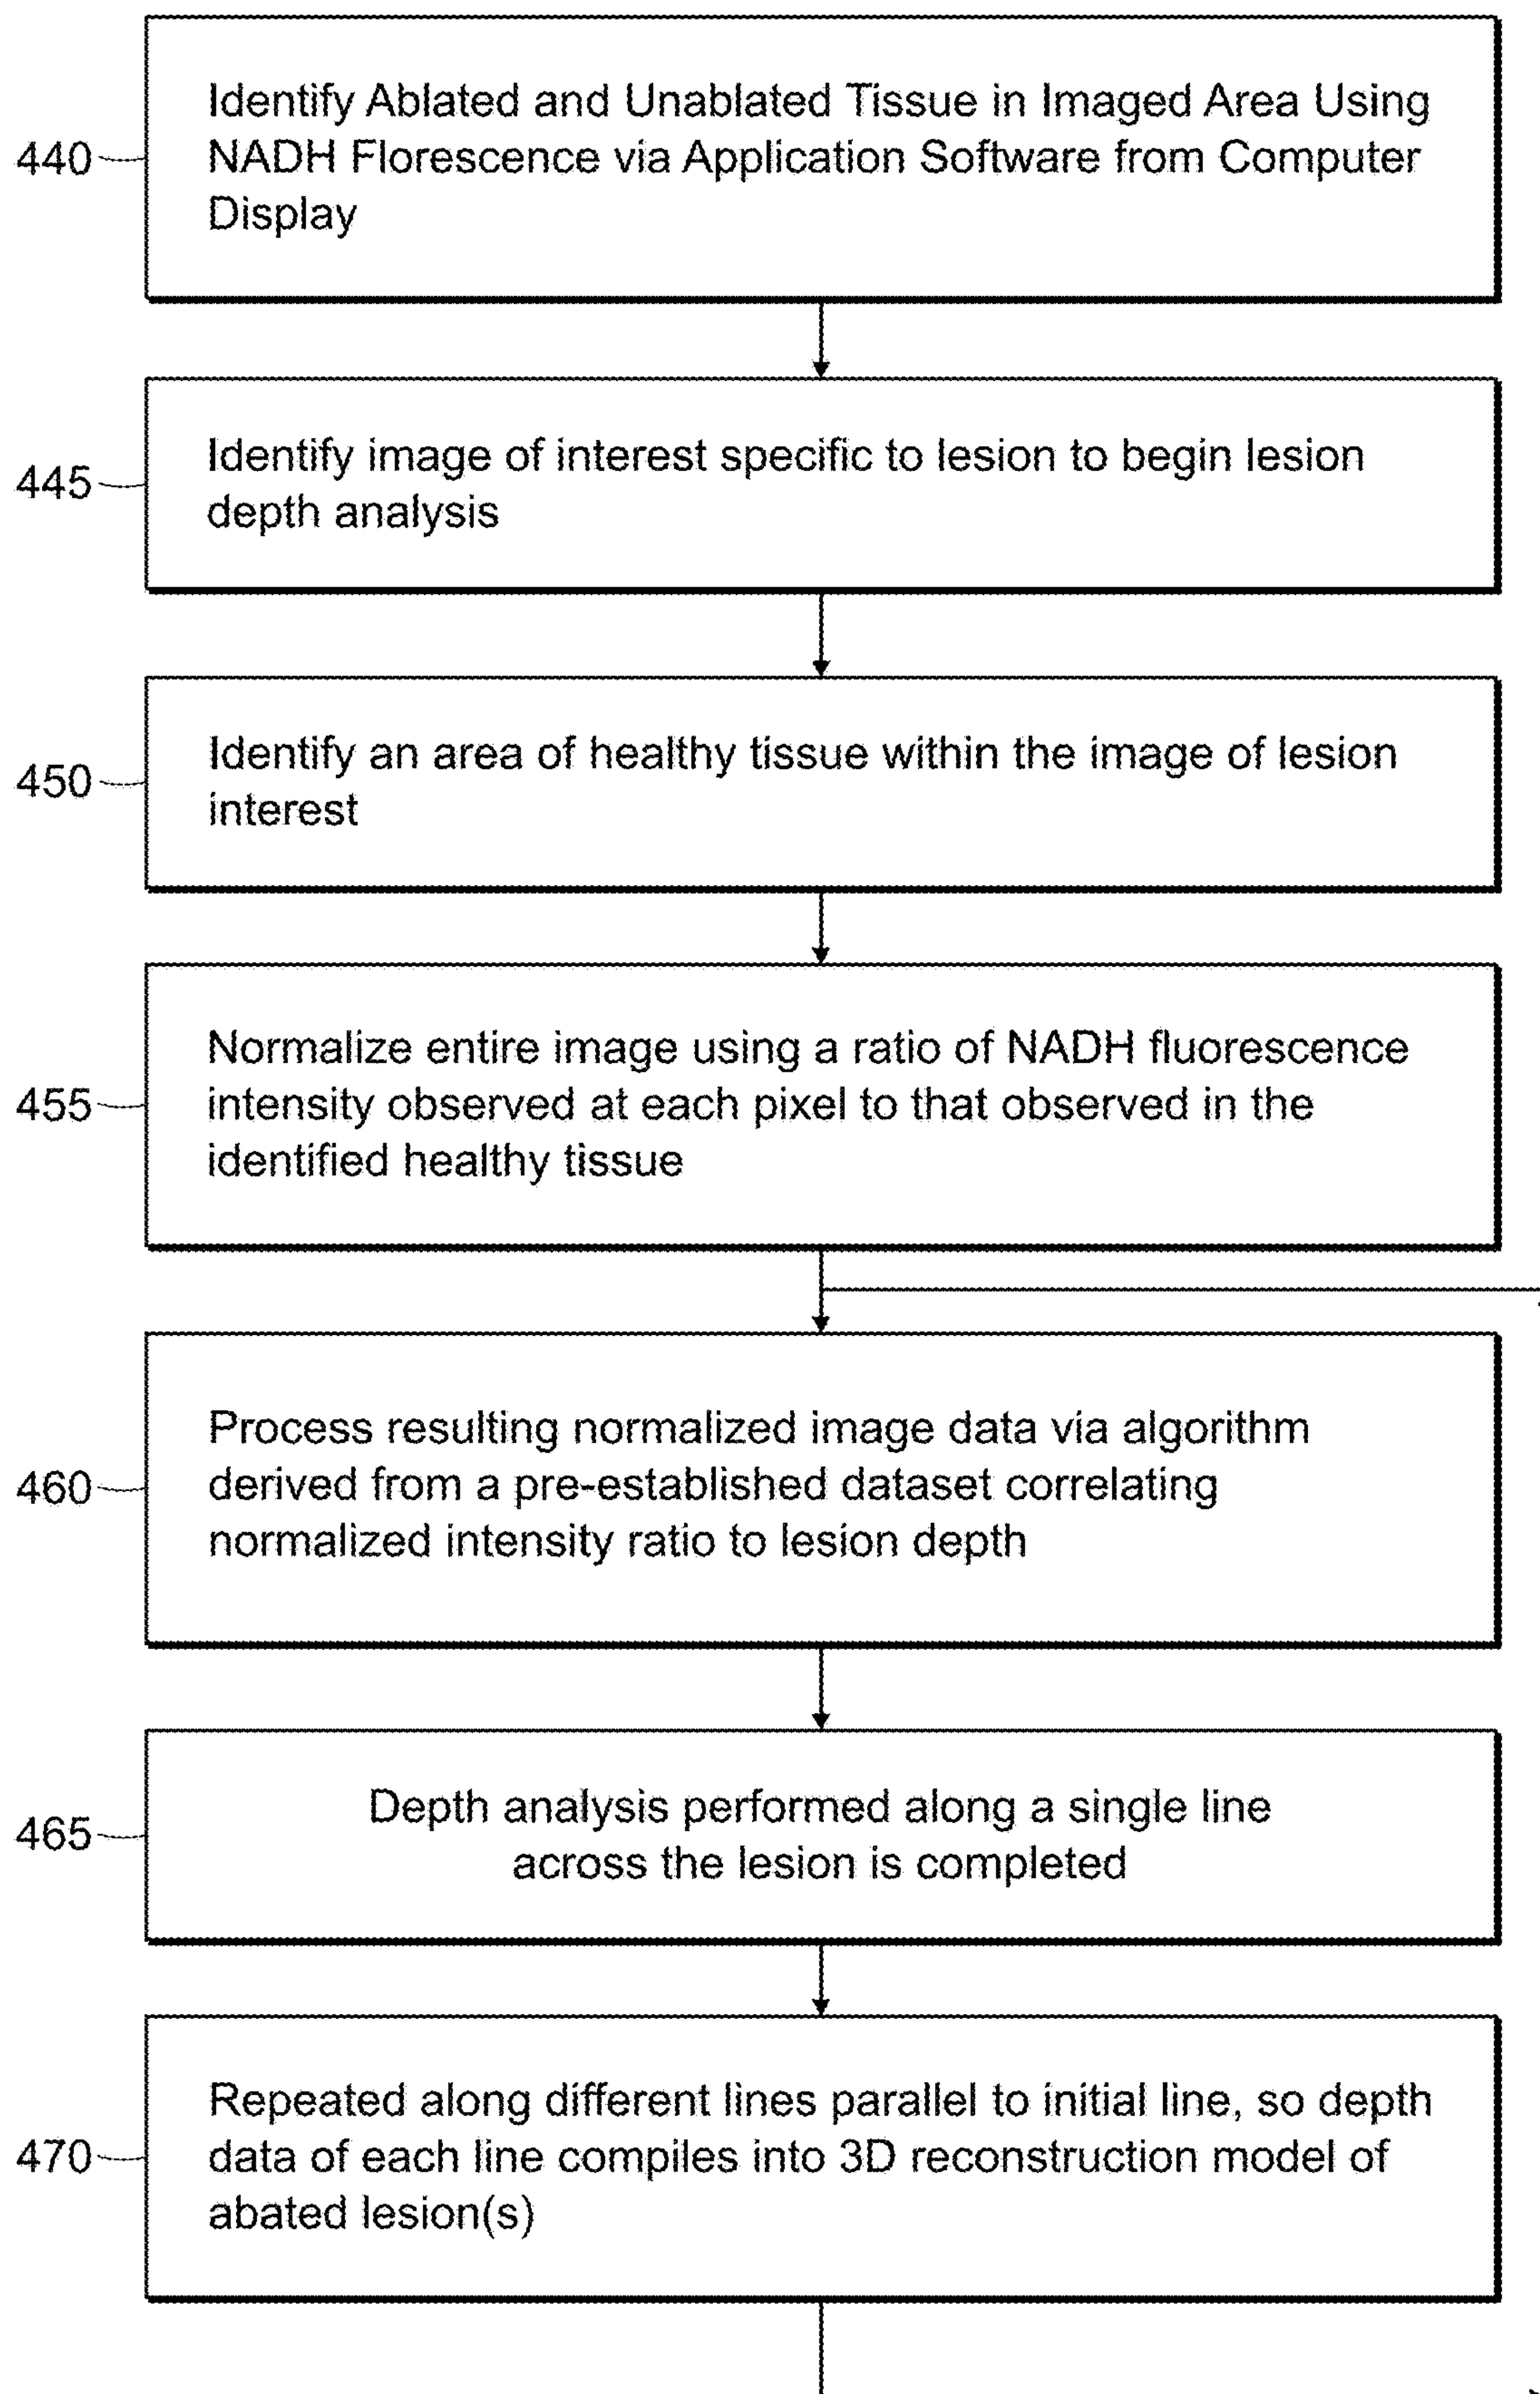 440
Identify Ablated and Unablated Tissue in Imaged Area Using
NADH Florescence via Application Software from Computer
Display
445
Identify image of interest specific to lesion to begin lesion
depth analysis
450
Identify an area of healthy tissue within the image of lesion
interest
455
Normalize entire image using a ratio of NADH fluorescence
intensity observed at each pixel to that observed in the
identified healthy tissue
460
Process resulting normalized image data via algorithm
derived from a pre-established dataset correlating
normalized intensity ratio to lesion depth
465
Depth analysis performed along a single line
across the lesion is completed
470
Repeated along different lines parallel to initial line, so depth
data of each line compiles into 3D reconstruction model of
abated lesion(s)